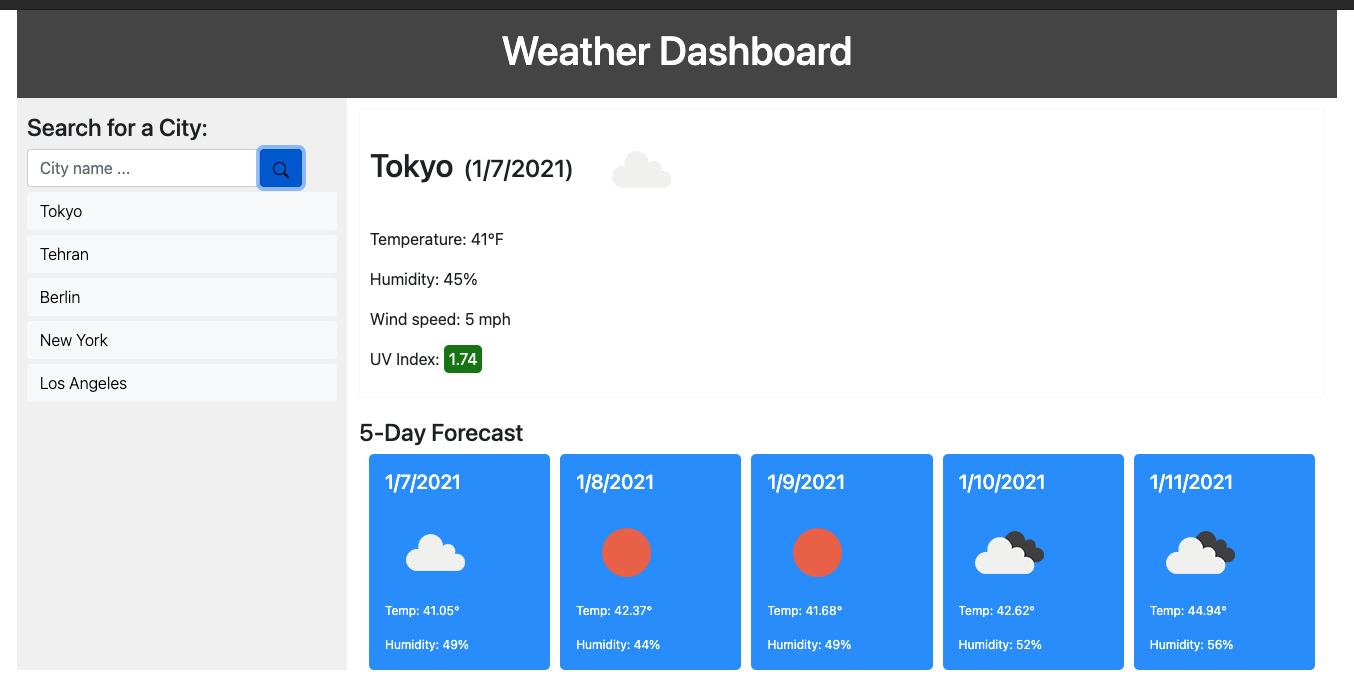 Weather Dashboard
Search for a City:
City name ...
Tokyo
Tehran
Berlin
New York
Los Angeles
Tokyo (1/7/2021)
Temperature: 41°F
Humidity: 45%
Wind speed: 5 mph
UV Index: 1.74
5-Day Forecast
1/7/2021
Temp: 41.05°
Humidity: 49%
1/8/2021
Temp: 42.37°
Humidity: 44%
1/9/2021
Temp: 41.68°
Humidity: 49%
1/10/2021
Temp: 42.62°
Humidity: 52%
1/11/2021
Temp: 44.94°
Humidity: 56%